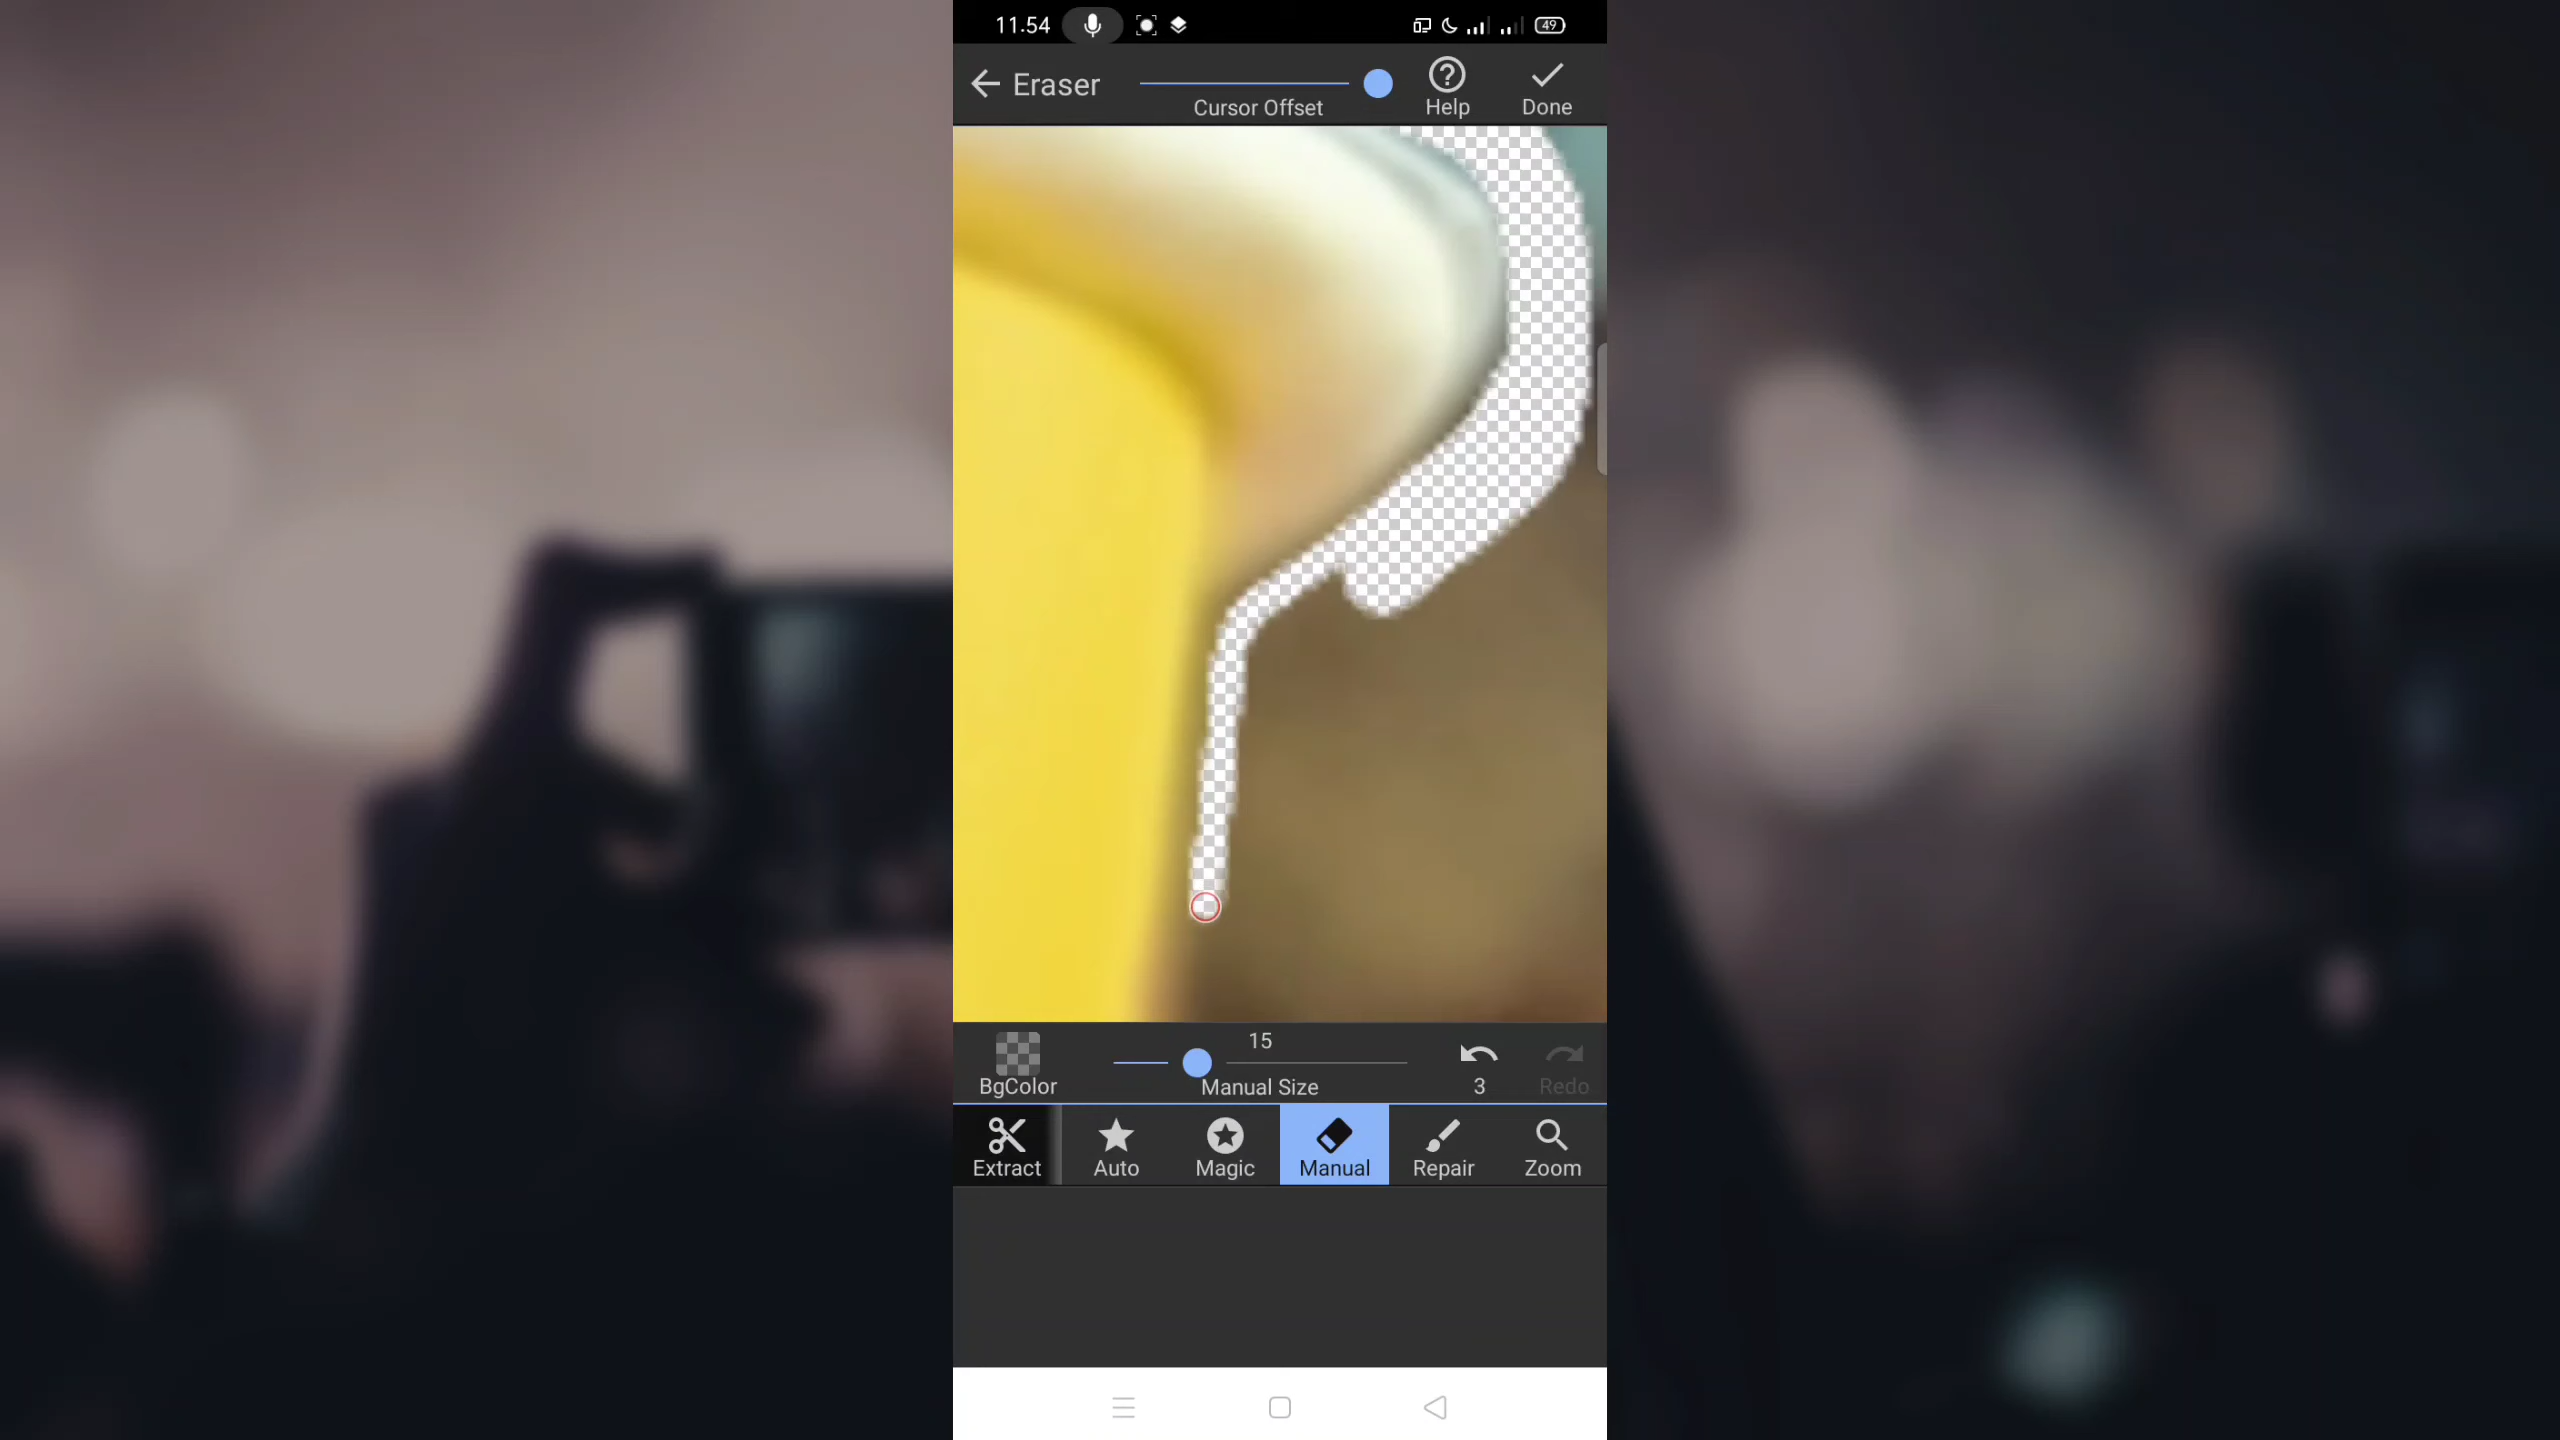 11.54
49
Eraser
Cursor Offset
Help
Done
15
BgColor
Manual Size
3
Redo
Extract
Auto
Magic
Manual
Repair
Zoom